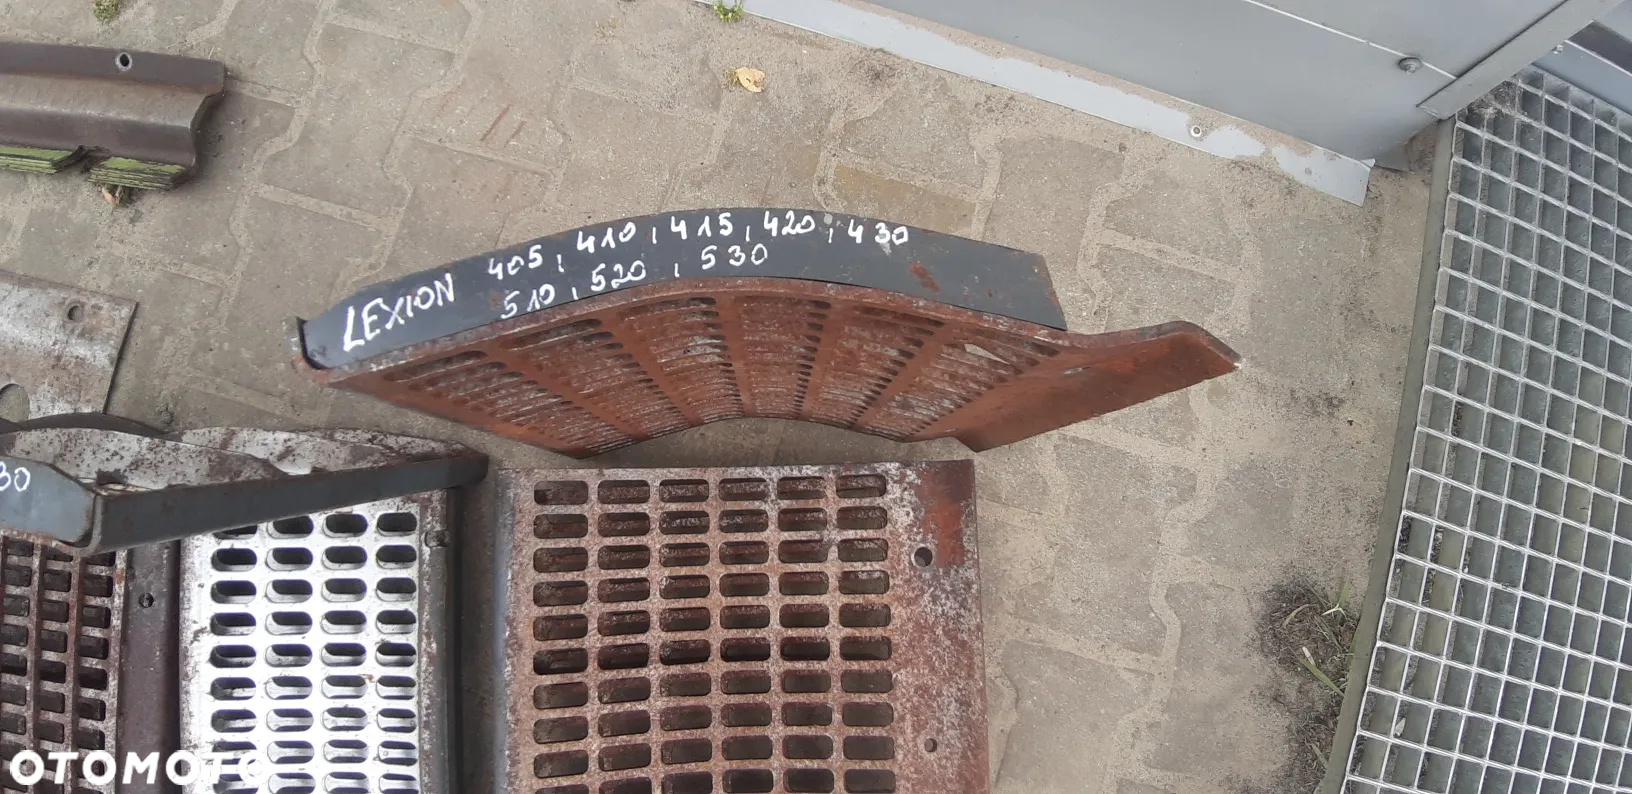 LEXION 405, 410, 415, 420, 430
510, 520, 530
30
OTOMOTO